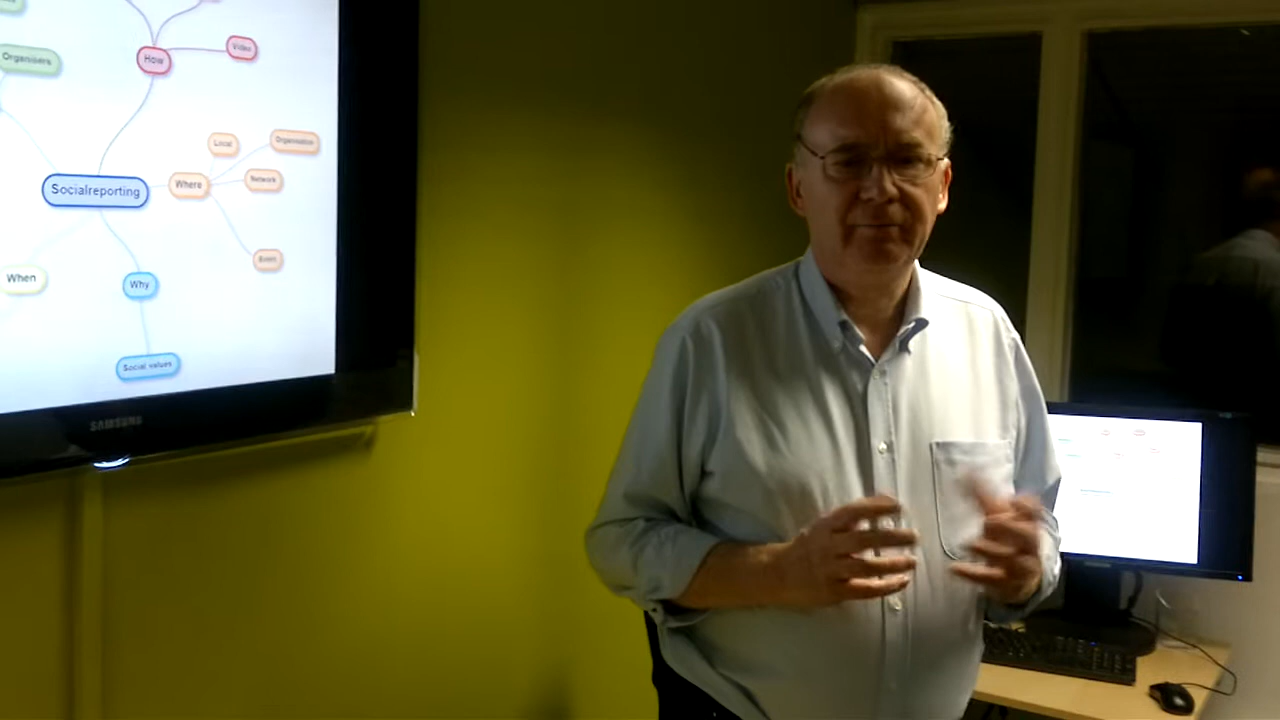 How
Video
Organisers
Local
Organisation
Socialreporting
Where
Network
Event
When
Why
Social values
SAMSUNG